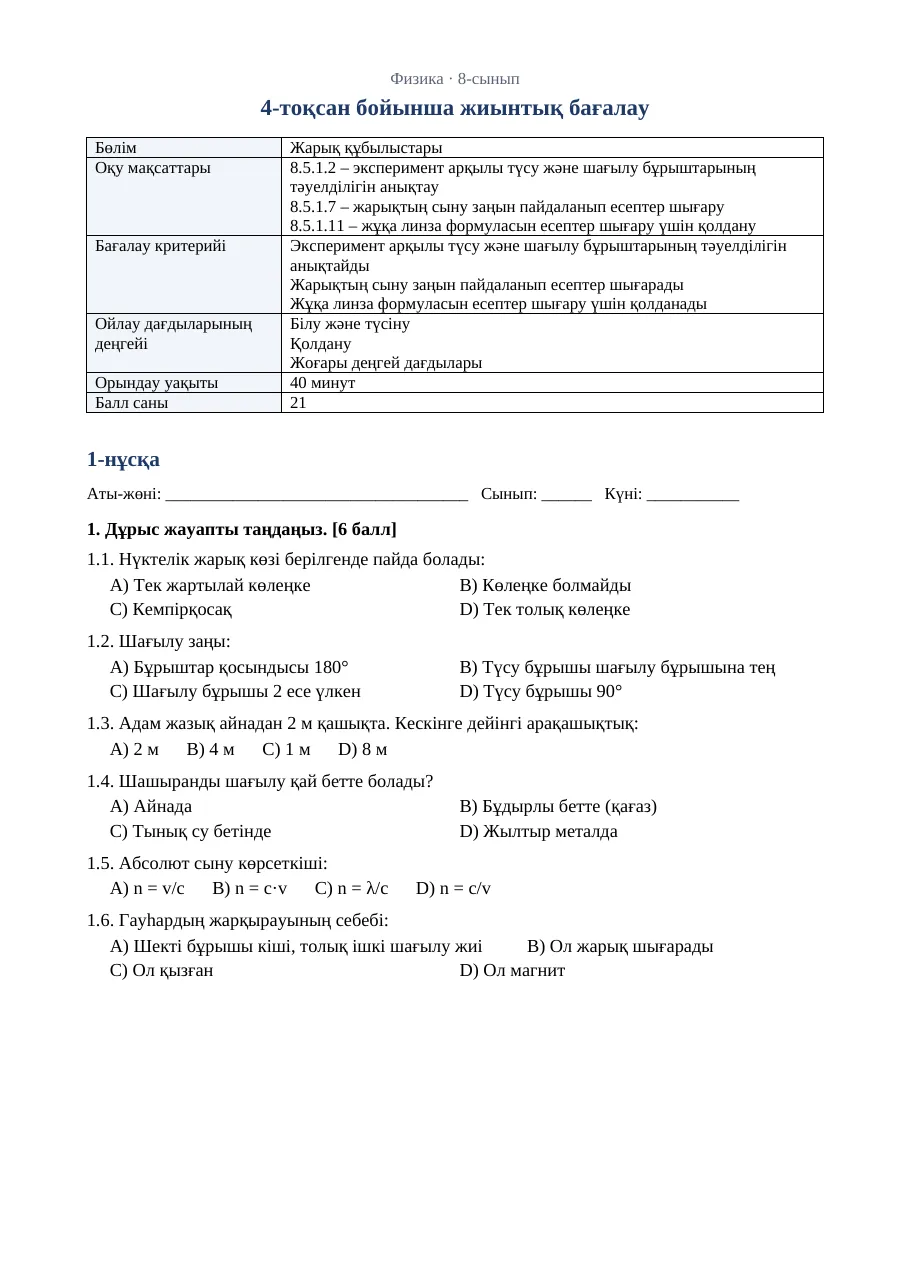 Физика · 8-сынып
4-тоқсан бойынша жиынтық бағалау
Бөлім
Жарық құбылыстары
Оқу мақсаттары
8.5.1.2 – эксперимент арқылы түсу және шағылу бұрыштарының
тәуелділігін анықтау
8.5.1.7 – жарықтың сыну заңын пайдаланып есептер шығару
8.5.1.11 – жұқа линза формуласын есептер шығару үшін қолдану
Бағалау критерийі
Эксперимент арқылы түсу және шағылу бұрыштарының тәуелділігін
анықтайды
Жарықтың сыну заңын пайдаланып есептер шығарады
Жұқа линза формуласын есептер шығару үшін қолданады
Ойлау дағдыларының
деңгейі
Білу және түсіну
Қолдану
Жоғары деңгей дағдылары
Орындау уақыты
40 минут
Балл саны
21
1-нұсқа
Аты-жөні: ____________________________________ Сынып: ______ Күні: ___________
1. Дұрыс жауапты таңдаңыз. [6 балл]
1.1. Нүктелік жарық көзі берілгенде пайда болады:
A) Тек жартылай көлеңке B) Көлеңке болмайды
C) Кемпірқосақ D) Тек толық көлеңке
1.2. Шағылу заңы:
A) Бұрыштар қосындысы 180° B) Түсу бұрышы шағылу бұрышына тең
C) Шағылу бұрышы 2 есе үлкен D) Түсу бұрышы 90°
1.3. Адам жазық айнадан 2 м қашықта. Кескінге дейінгі арақашықтық:
A) 2 м B) 4 м C) 1 м D) 8 м
1.4. Шашыранды шағылу қай бетте болады?
A) Айнада B) Бұдырлы бетте (қағаз)
C) Тынық су бетінде D) Жылтыр металда
1.5. Абсолют сыну көрсеткіші:
A) n = v/c B) n = c·v C) n = λ/c D) n = c/v
1.6. Гауһардың жарқырауының себебі:
A) Шекті бұрышы кіші, толық ішкі шағылу жиі B) Ол жарық шығарады
C) Ол қызған D) Ол магнит